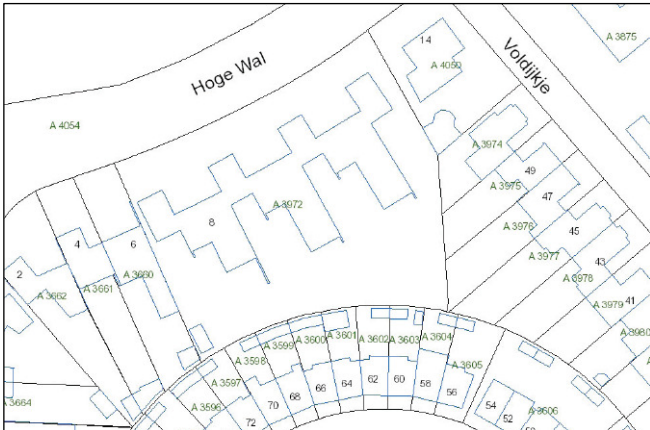 14
A 3875
Voldijkje
A 4050
Hoge Wal
A 4054
A 3974
49
A 3975
47
A 3972
8
A 3976
45
4
6
A 3977
43
2
A 3660
A 3978
A 3661
A 3662
A 3979
41
A 3980
A 3600
A 3601
A 3602
A 3603
A 3604
A 3599
A 3598
A 3605
A 3597
66
64
62
60
58
56
68
70
A 3664
A 3596
54
A 3606
52
72